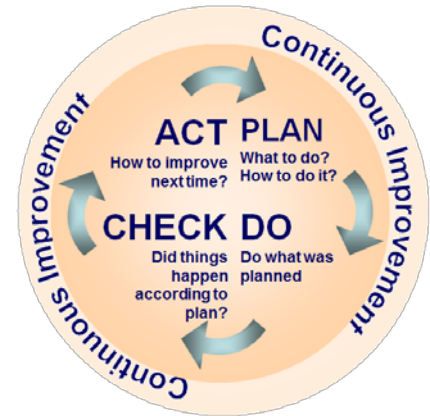 Continuous Improvement
ACT
How to improve
next time?
PLAN
What to do?
How to do it?
CHECK
Did things
happen
according to
plan?
DO
Do what was
planned
Continuous Improvement